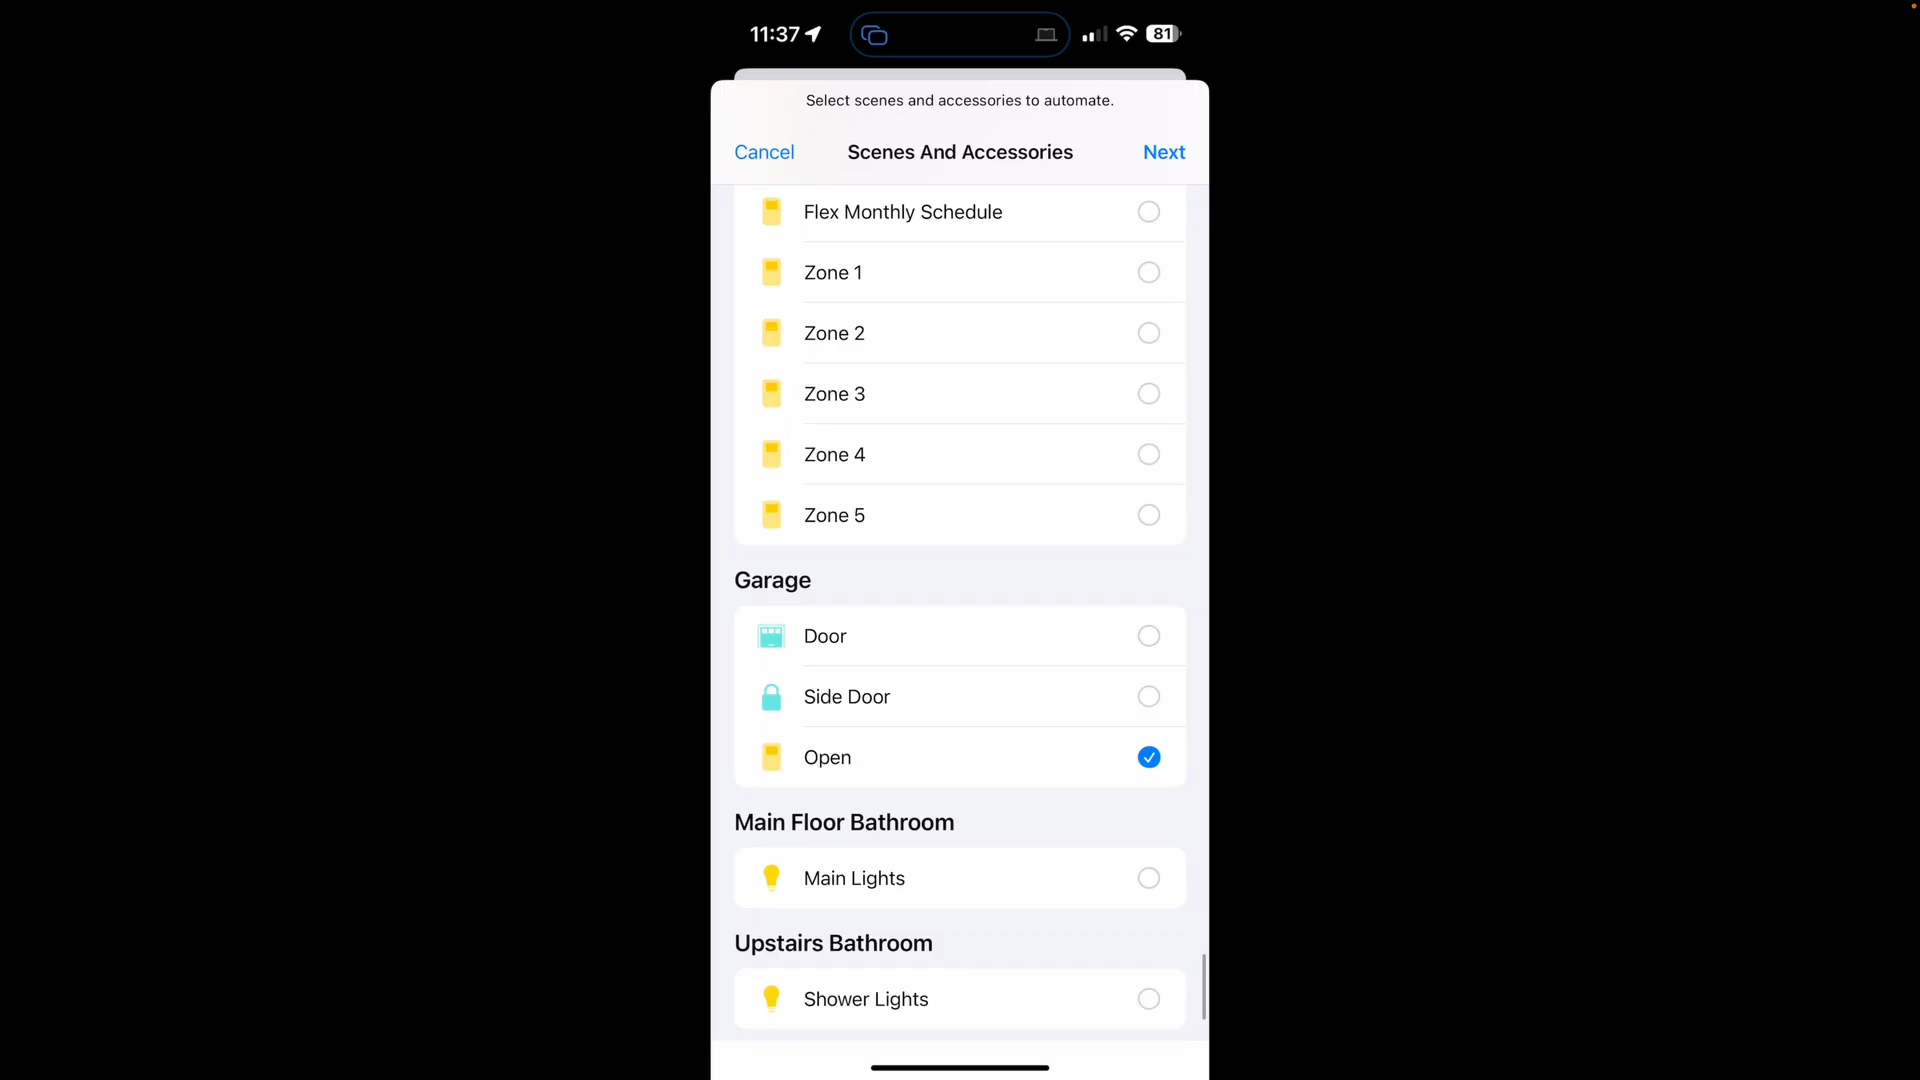 11:37
81
Select scenes and accessories to automate.
Cancel
Scenes And Accessories
Next
Flex Monthly Schedule
Zone 1
Zone 2
Zone 3
Zone 4
Zone 5
Garage
Door
Side Door
Open
Main Floor Bathroom
Main Lights
Upstairs Bathroom
Shower Lights